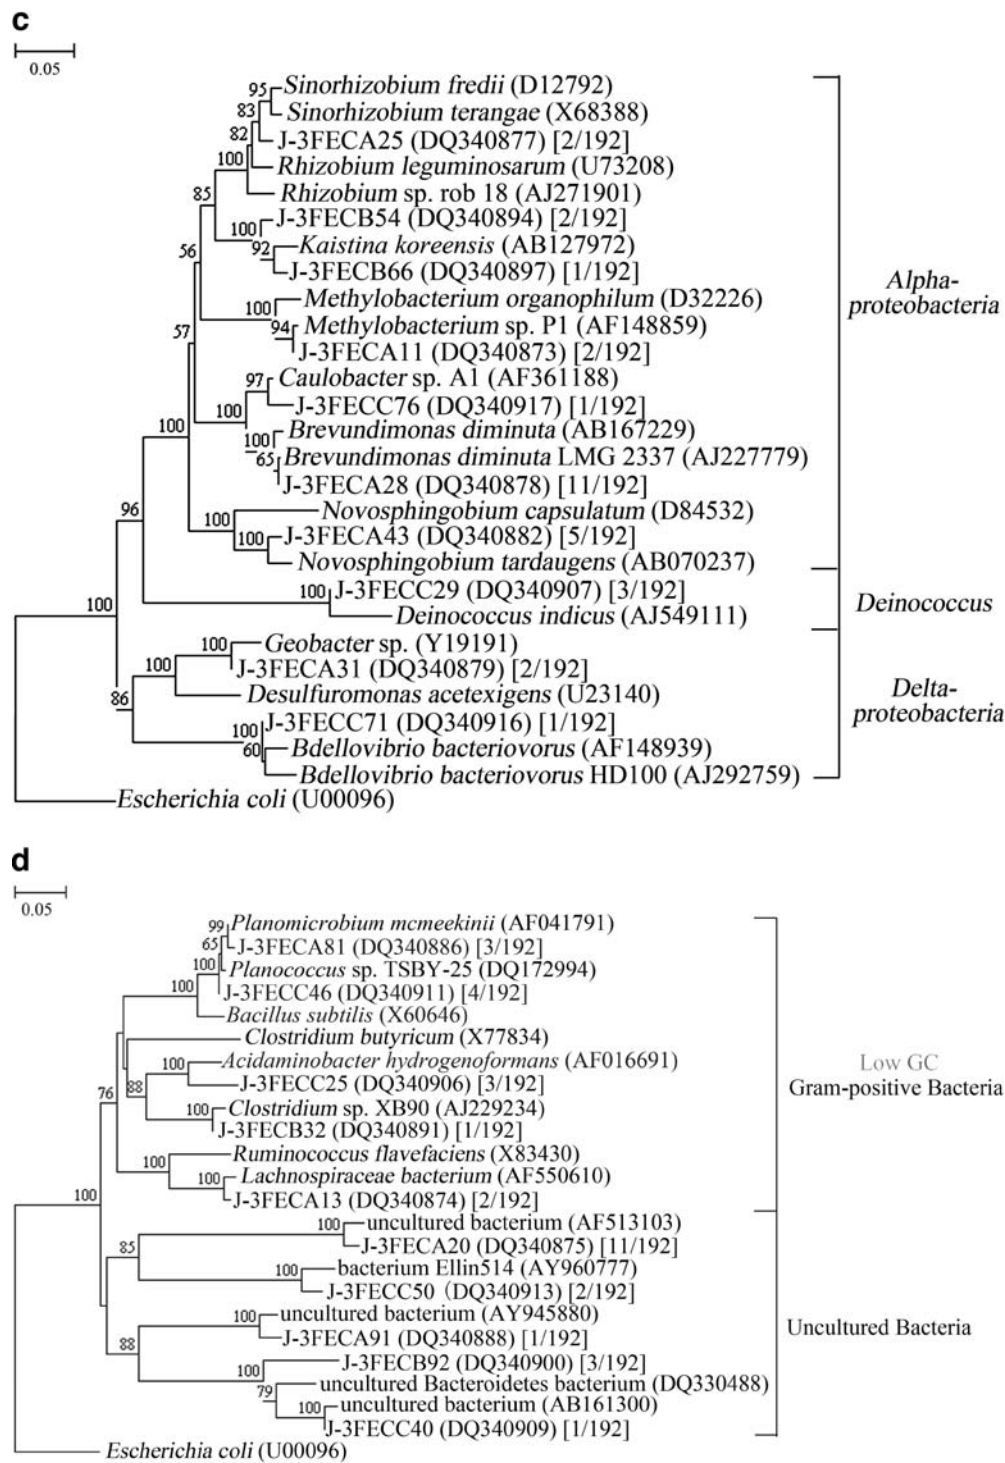 c
0.05
95 Sinorhizobium fredii (D12792)
83 Sinorhizobium terangae (X68388)
82 J-3FECA25 (DQ340877) [2/192]
100 Rhizobium leguminosarum (U73208)
85 Rhizobium sp. rob 18 (AJ271901)
100 J-3FECB54 (DQ340894) [2/192]
56 92 Kaistina koreensis (AB127972)
J-3FECB66 (DQ340897) [1/192]
Alpha-
proteobacteria
100 Methylobacterium organophilum (D32226)
57 94 Methylobacterium sp. P1 (AF148859)
J-3FECA11 (DQ340873) [2/192]
97 Caulobacter sp. A1 (AF361188)
100 J-3FECC76 (DQ340917) [1/192]
100 100 Brevundimonas diminuta (AB167229)
65 Brevundimonas diminuta LMG 2337 (AJ227779)
J-3FECA28 (DQ340878) [11/192]
96 100 Novosphingobium capsulatum (D84532)
100 J-3FECA43 (DQ340882) [5/192]
Novosphingobium tardaugens (AB070237)
100 100 J-3FECC29 (DQ340907) [3/192]
Deinococcus
Deinococcus indicus (AJ549111)
100 Geobacter sp. (Y19191)
100 J-3FECA31 (DQ340879) [2/192]
86 Desulfuromonas acetexigens (U23140)
Delta-
proteobacteria
100 J-3FECC71 (DQ340916) [1/192]
60 Bdellovibrio bacteriovorus (AF148939)
Bdellovibrio bacteriovorus HD100 (AJ292759)
Escherichia coli (U00096)
d
0.05
99 Planomicrobium mcmeekinii (AF041791)
65 J-3FECA81 (DQ340886) [3/192]
100 Planococcus sp. TSBY-25 (DQ172994)
100 J-3FECC46 (DQ340911) [4/192]
Bacillus subtilis (X60646)
Clostridium butyricum (X77834)
100 Acidaminobacter hydrogenoformans (AF016691)
Low GC
Gram-positive Bacteria
76 88 J-3FECC25 (DQ340906) [3/192]
100 Clostridium sp. XB90 (AJ229234)
J-3FECB32 (DQ340891) [1/192]
100 Ruminococcus flavefaciens (X83430)
100 Lachnospiraceae bacterium (AF550610)
100 J-3FECA13 (DQ340874) [2/192]
100 uncultured bacterium (AF513103)
85 J-3FECA20 (DQ340875) [11/192]
100 bacterium Ellin514 (AY960777)
J-3FECC50 (DQ340913) [2/192]
100 uncultured bacterium (AY945880)
Uncultured Bacteria
88 J-3FECA91 (DQ340888) [1/192]
100 J-3FECB92 (DQ340900) [3/192]
79 uncultured Bacteroidetes bacterium (DQ330488)
100 uncultured bacterium (AB161300)
J-3FECC40 (DQ340909) [1/192]
Escherichia coli (U00096)